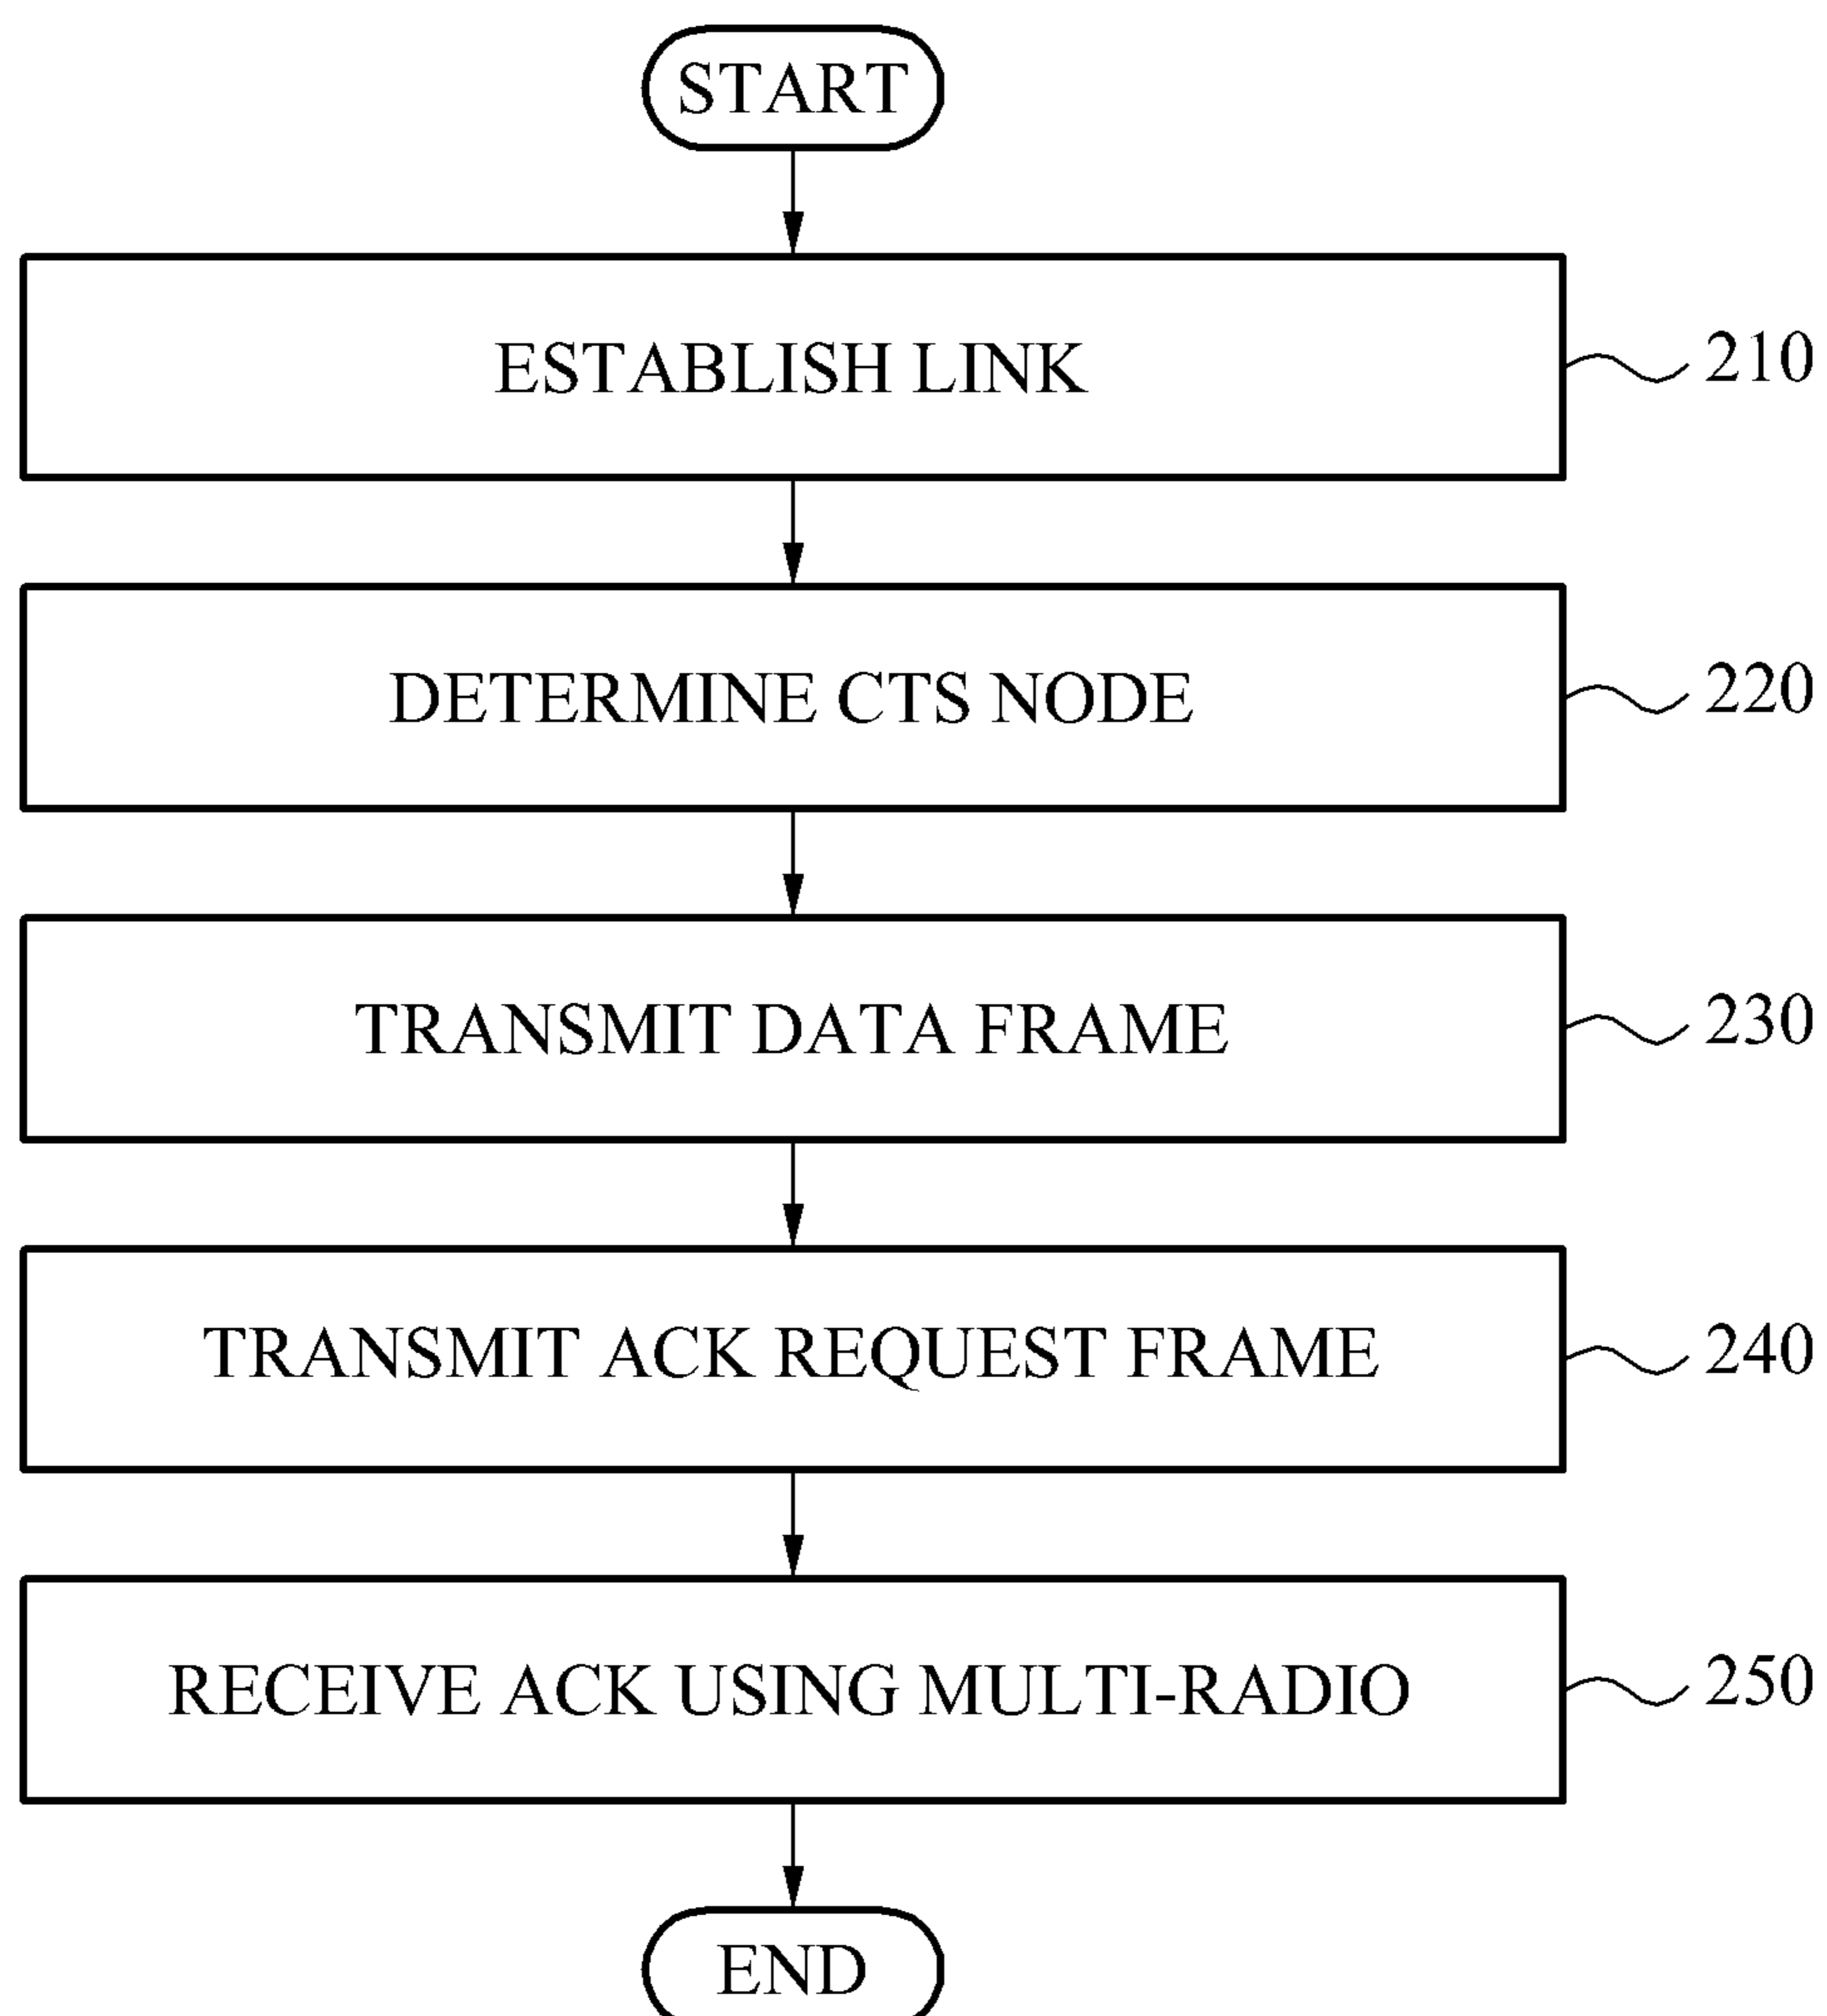 START
ESTABLISH LINK
210
DETERMINE CTS NODE
220
TRANSMIT DATA FRAME
230
TRANSMIT ACK REQUEST FRAME
240
RECEIVE ACK USING MULTI-RADIO
250
END